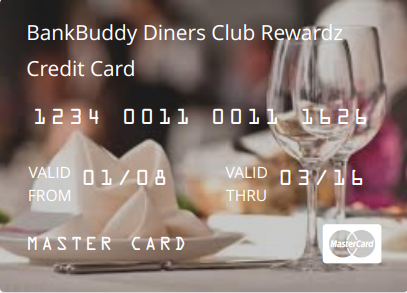 BankBuddy Diners Club Rewardz
Credit Card
1234 0011 0011 1626
VALID FROM 01/08 VALID THRU 03/16
MASTER CARD
MasterCard